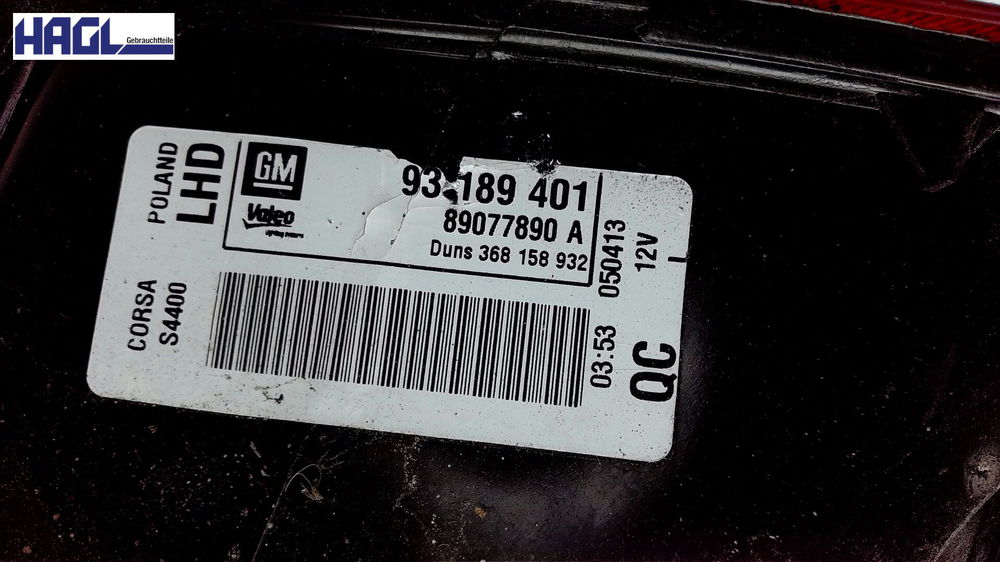 HAGL
Gebrauchtteile
POLAND
LHD
GM
Valeo
93 189 401
89077890 A
Duns 368 158 932
050413
12V
CORSA
S4400
03:53
QC